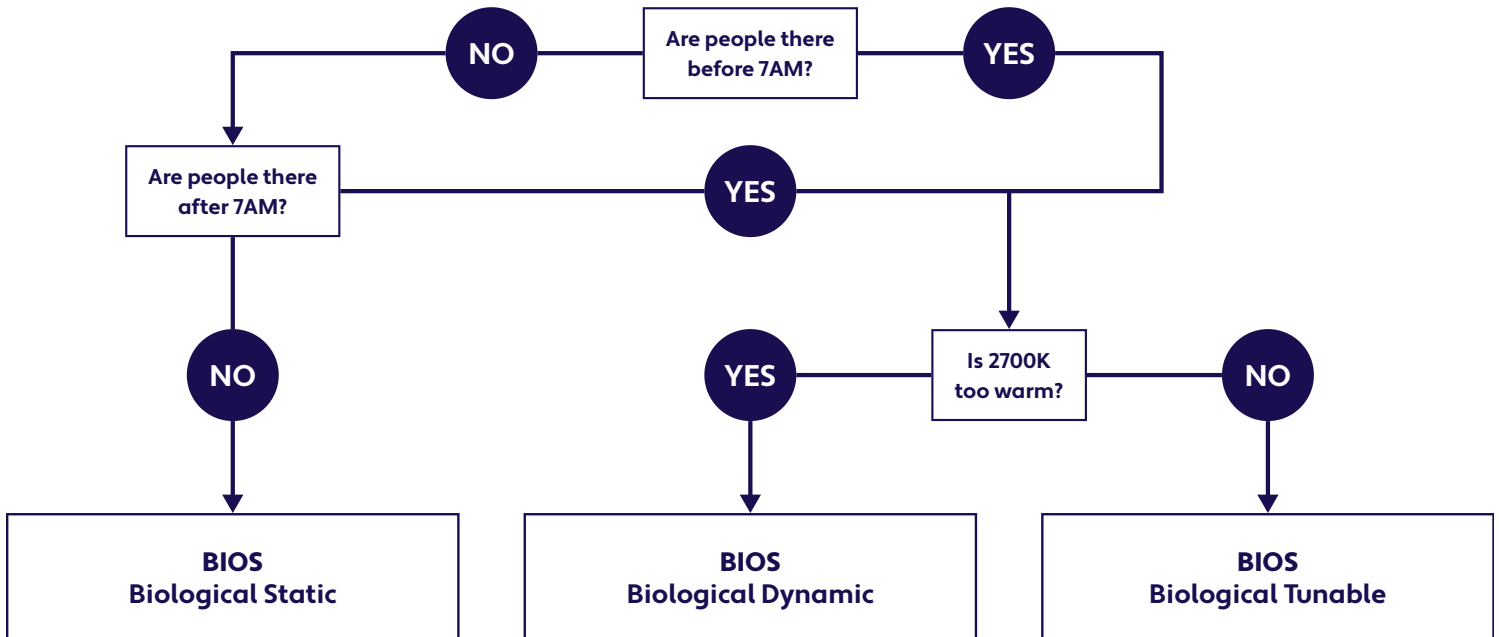 NO
Are people there
before 7AM?
YES
Are people there
after 7AM?
YES
NO
YES
Is 2700K
too warm?
NO
BIOS
Biological Static
BIOS
Biological Dynamic
BIOS
Biological Tunable